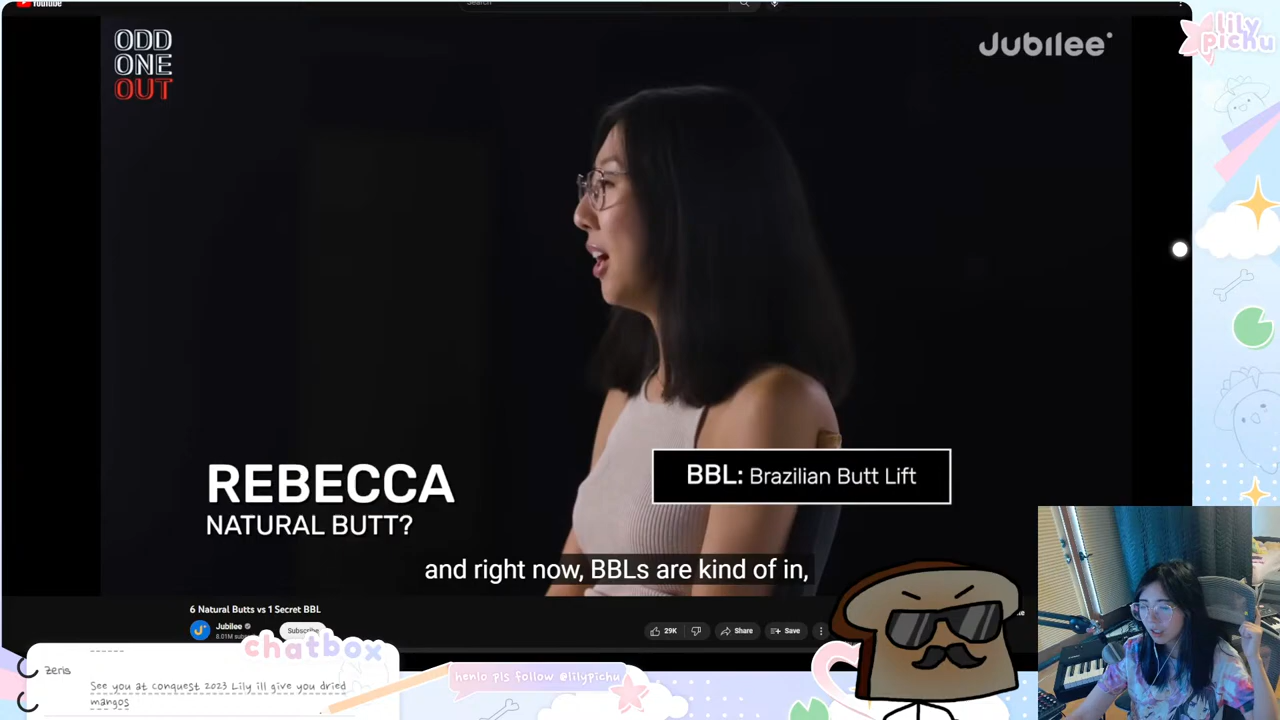 YouTube
Search
ODD
ONE
OUT
Jubilee
lily
pichu
REBECCA
NATURAL BUTT?
BBL: Brazilian Butt Lift
and right now, BBLs are kind of in,
6 Natural Butts vs 1 Secret BBL
Jubilee
Subscribe
29K
Share
Save
chatbox
Zeris
See you at conquest 2023 Lily ill give you dried
mangos
henlo pls follow @lilypichu